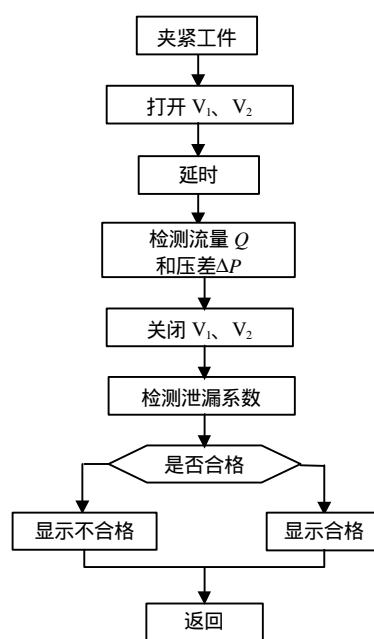 夹紧工件
打开 V₁、V₂
延时
检测流量 Q
和压差ΔP
关闭 V₁、V₂
检测泄漏系数
是否合格
显示不合格
显示合格
返回